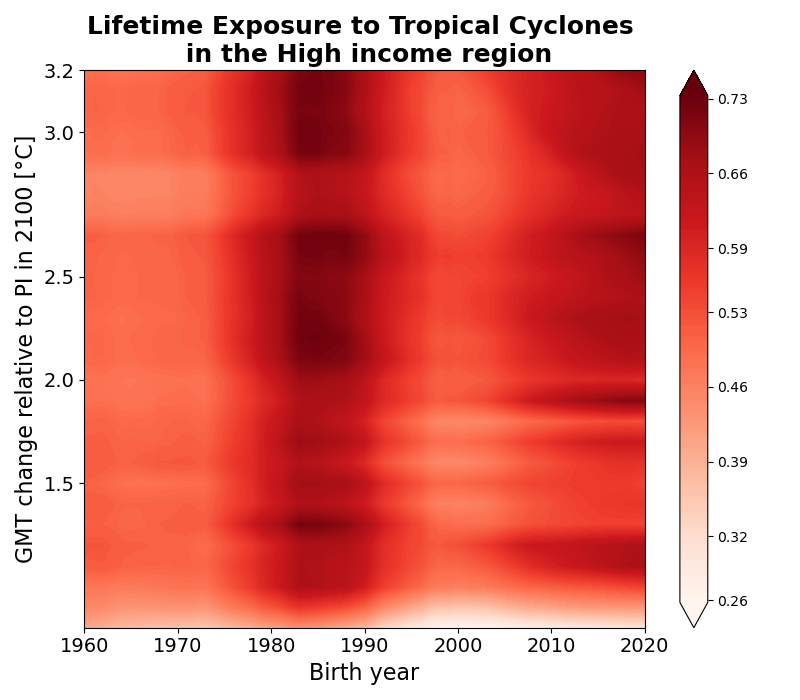 Lifetime Exposure to Tropical Cyclones
in the High income region
GMT change relative to PI in 2100 [°C]
3.2
3.0
2.5
2.0
1.5
1960 1970 1980 1990 2000 2010 2020
Birth year
0.73
0.66
0.59
0.53
0.46
0.39
0.32
0.26